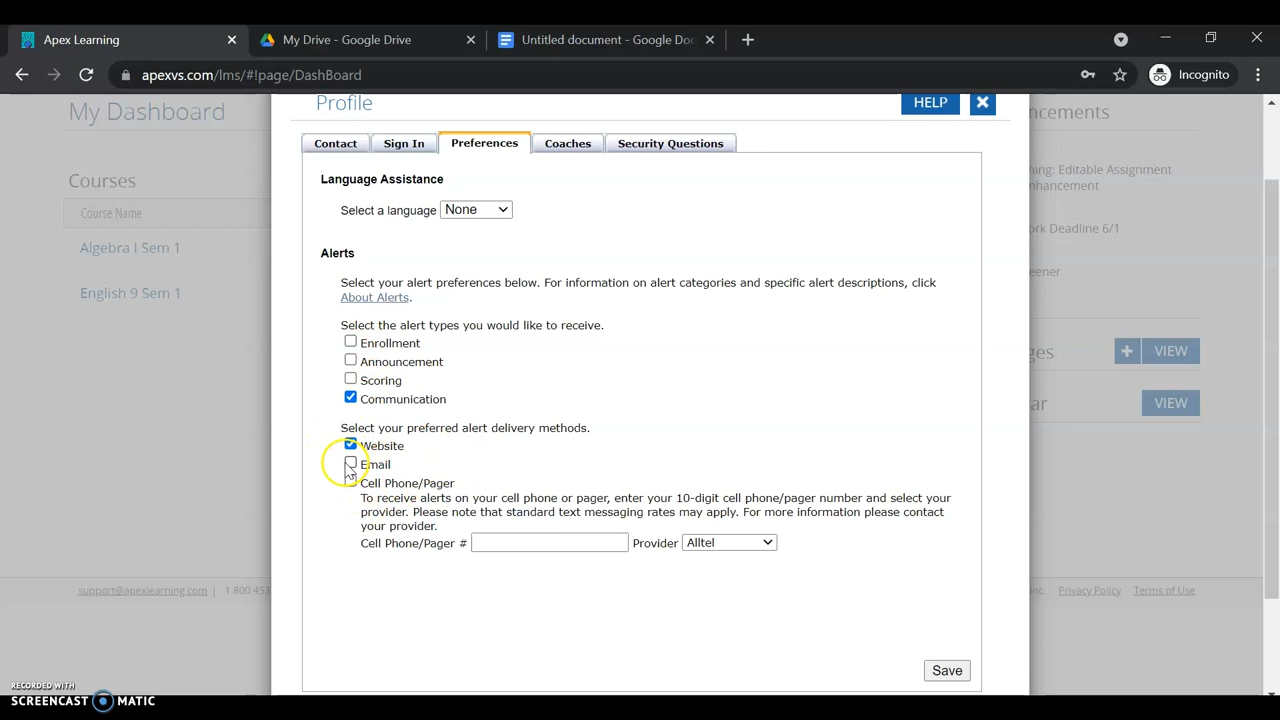 Apex Learning
My Drive - Google Drive
Untitled document - Google Doc
apexvs.com/lms/#!page/DashBoard
Incognito
My Dashboard
Profile
HELP
ncements
Contact
Sign In
Preferences
Coaches
Security Questions
Courses
Course Name
Algebra I Sem 1
English 9 Sem 1
Language Assistance
Select a language
None
ning: Editable Assignment
nhancement
ork Deadline 6/1
eener
Alerts
Select your alert preferences below. For information on alert categories and specific alert descriptions, click
About Alerts.
Select the alert types you would like to receive.
Enrollment
Announcement
Scoring
Communication
ges
+ VIEW
ar
VIEW
Select your preferred alert delivery methods.
Website
Email
Cell Phone/Pager
To receive alerts on your cell phone or pager, enter your 10-digit cell phone/pager number and select your
provider. Please note that standard text messaging rates may apply. For more information please contact
your provider.
Cell Phone/Pager #
Provider
Alltel
support@apexlearning.com | 1 800.453
Inc.
Privacy Policy
Terms of Use
Save
RECORDED WITH
SCREENCAST MATIC